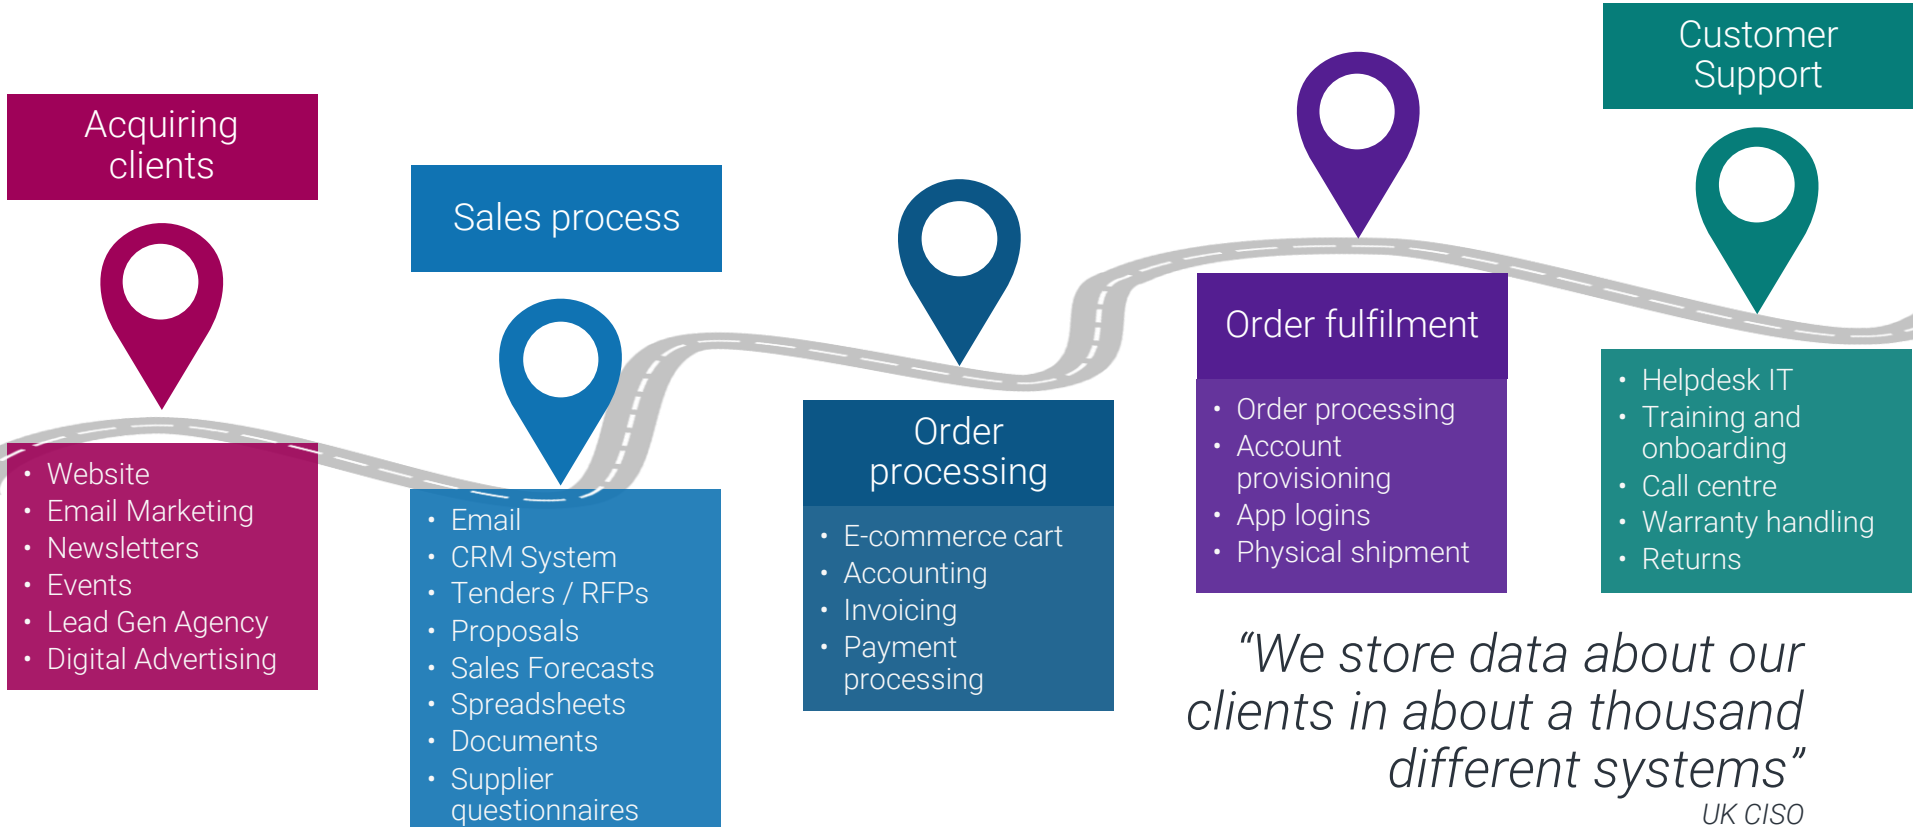 Acquiring
clients
• Website
• Email Marketing
• Newsletters
• Events
• Lead Gen Agency
• Digital Advertising
Sales process
• Email
• CRM System
• Tenders / RFPs
• Proposals
• Sales Forecasts
• Spreadsheets
• Documents
• Supplier
questionnaires
Order
processing
• E-commerce cart
• Accounting
• Invoicing
• Payment
processing
Order fulfilment
• Order processing
• Account
provisioning
• App logins
• Physical shipment
Customer
Support
• Helpdesk IT
• Training and
onboarding
• Call centre
• Warranty handling
• Returns
“We store data about our
clients in about a thousand
different systems”
UK CISO